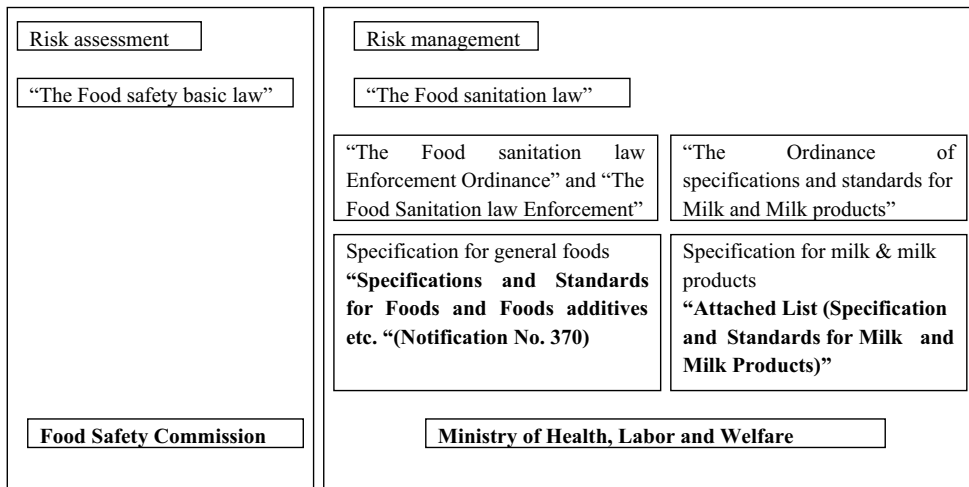 Risk assessment
“The Food safety basic law”
Food Safety Commission
Risk management
“The Food sanitation law”
“The Food sanitation law
Enforcement Ordinance” and “The
Food Sanitation law Enforcement”
“The Ordinance of
specifications and standards for
Milk and Milk products”
Specification for general foods
“Specifications and Standards
for Foods and Foods additives
etc. “(Notification No. 370)
Specification for milk & milk
products
“Attached List (Specification
and Standards for Milk and
Milk Products)”
Ministry of Health, Labor and Welfare